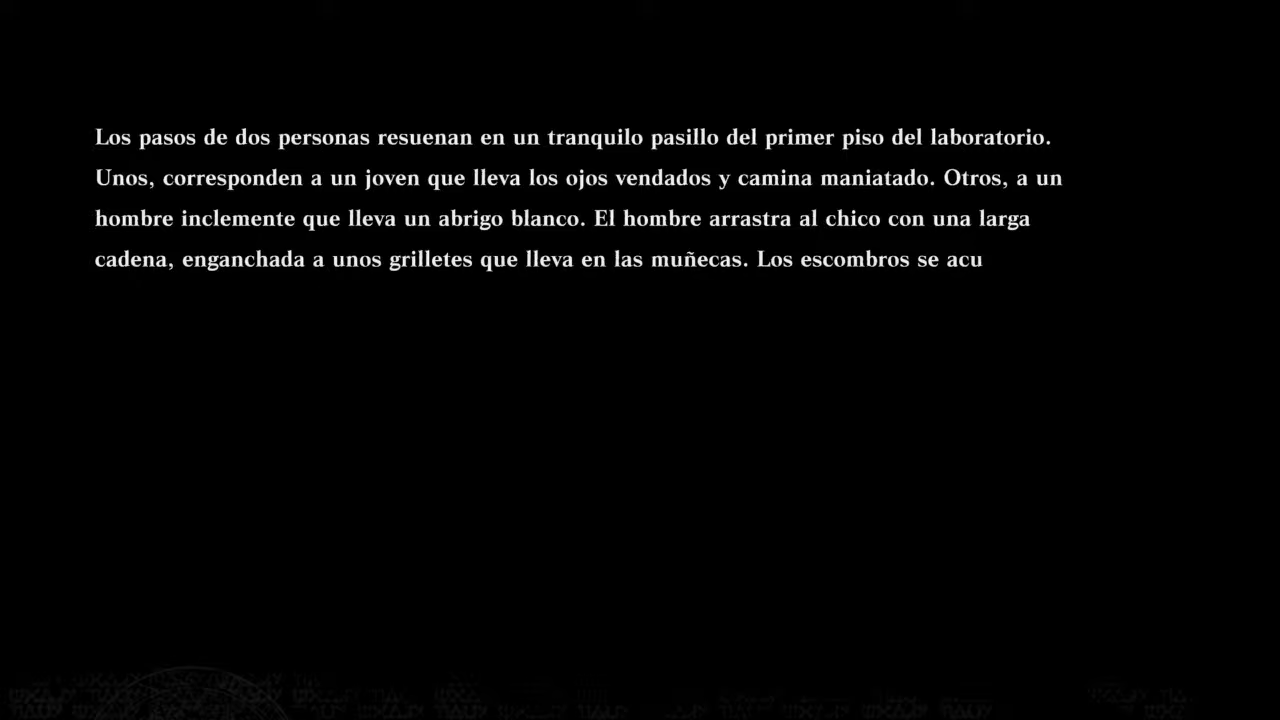 Los pasos de dos personas resuenan en un tranquilo pasillo del primer piso del laboratorio.
Unos, corresponden a un joven que lleva los ojos vendados y camina maniatado. Otros, a un
hombre inclemente que lleva un abrigo blanco. El hombre arrastra al chico con una larga
cadena, enganchada a unos grilletes que lleva en las muñecas. Los escombros se acu